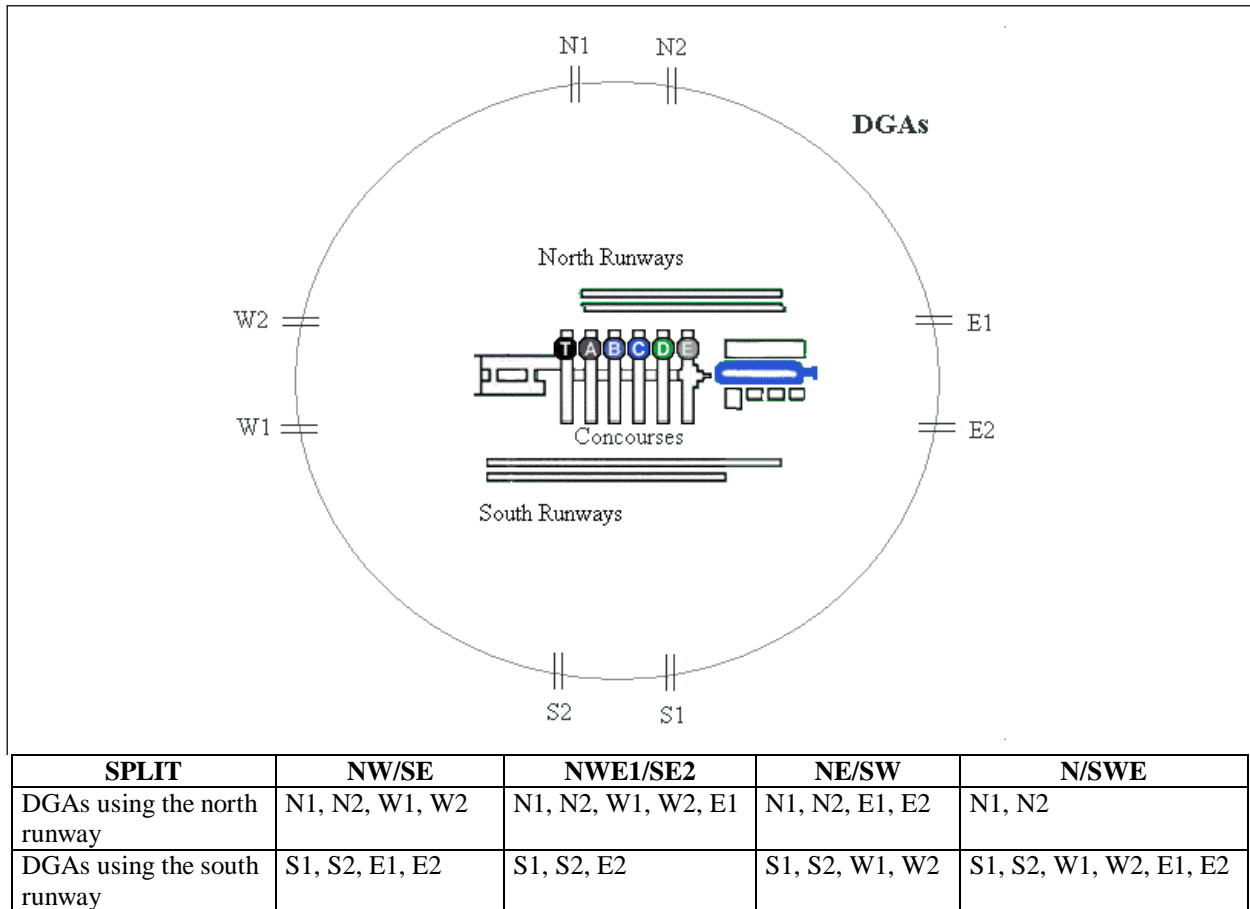 N1 N2
DGAs
North Runways
W2 E1
T A B C D E
W1 E2
Concourses
South Runways
S2 S1
SPLIT NW/SE NWE1/SE2 NE/SW N/SWE
DGAs using the north runway N1, N2, W1, W2 N1, N2, W1, W2, E1 N1, N2, E1, E2 N1, N2
DGAs using the south runway S1, S2, E1, E2 S1, S2, E2 S1, S2, W1, W2 S1, S2, W1, W2, E1, E2